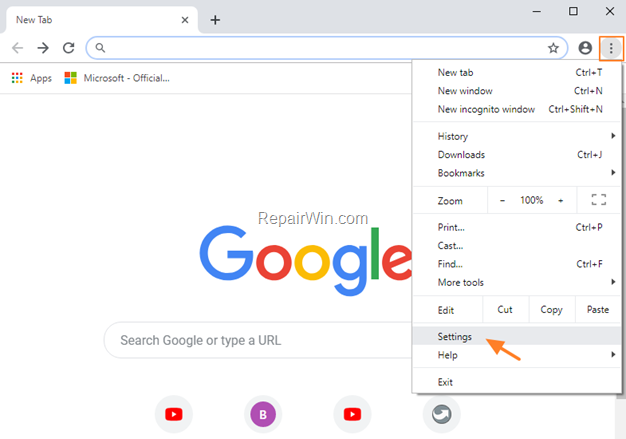 New Tab
Apps Microsoft - Official...
New tab Ctrl+T
New window Ctrl+N
New incognito window Ctrl+Shift+N
History
Downloads Ctrl+J
Bookmarks
Zoom - 100% +
Print... Ctrl+P
Cast...
Find... Ctrl+F
More tools
Edit Cut Copy Paste
Settings
Help
Exit
RepairWin.com
Google
Search Google or type a URL
B